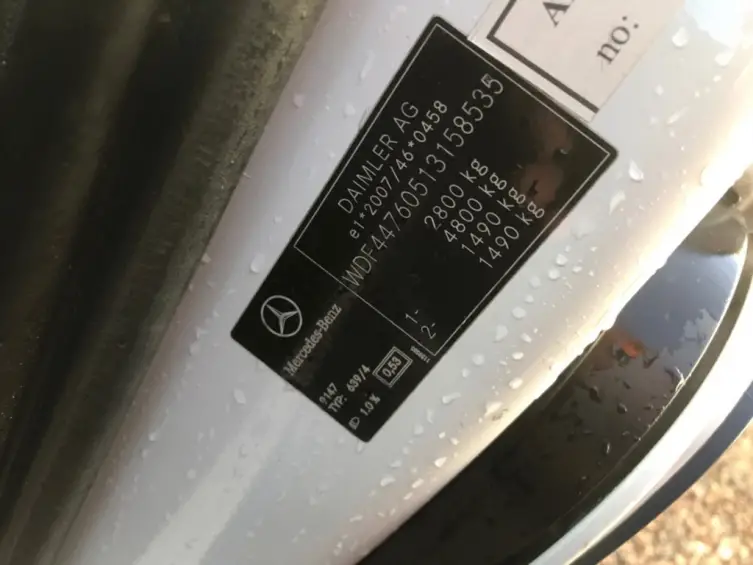 DAIMLER AG
e1*2007/46*0458
WDF44760513158535
2800 kg
4800 kg
1- 1490 kg
2- 1490 kg
Mercedes-Benz
9147
TYP: 639/4
1.0 %
0,53
no: